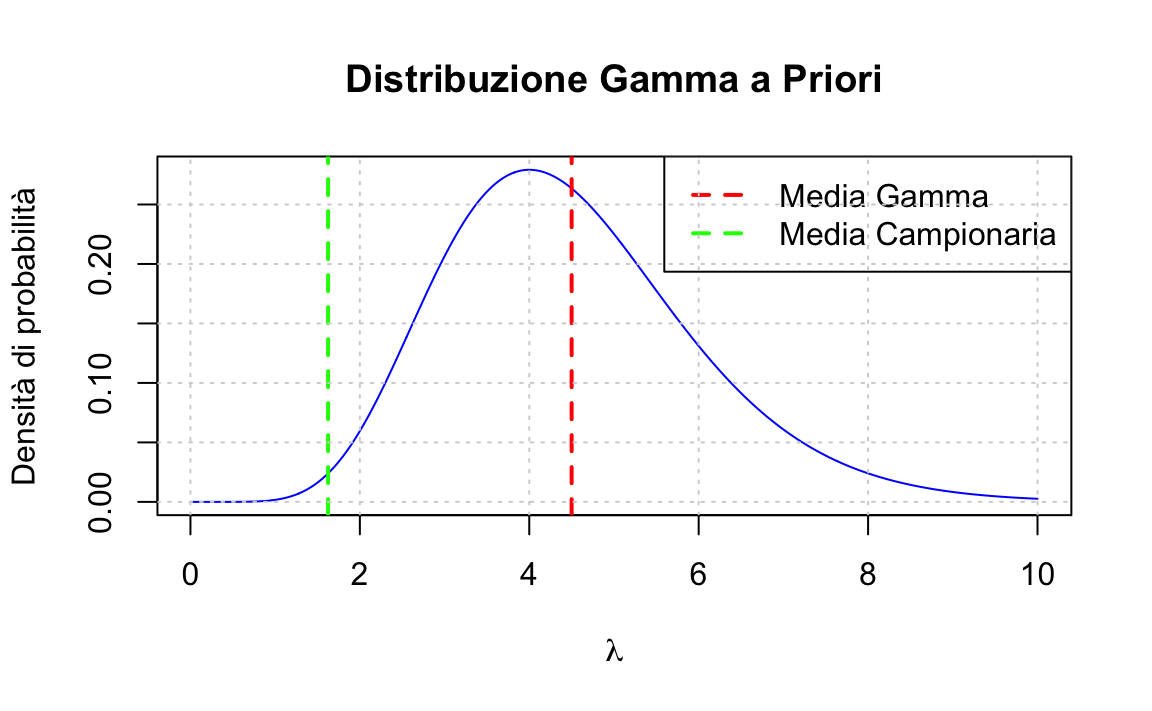 Distribuzione Gamma a Priori
Densità di probabilità
0.20
0.10
0.00
Media Gamma
Media Campionaria
0 2 4 6 8 10
λ